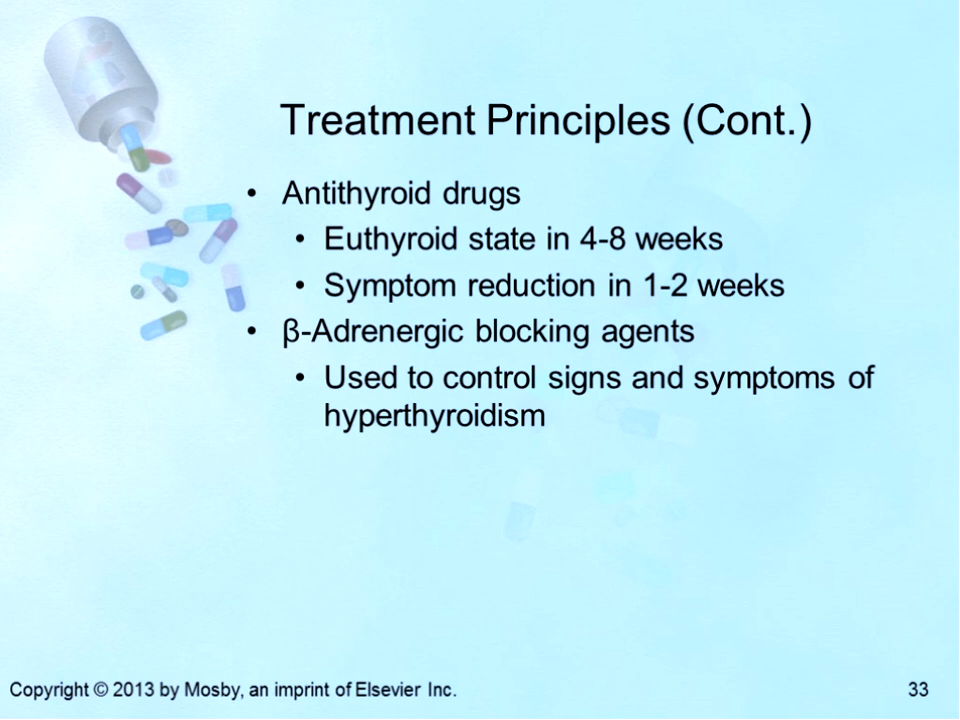 Treatment Principles (Cont.)
• Antithyroid drugs
• Euthyroid state in 4-8 weeks
• Symptom reduction in 1-2 weeks
• β-Adrenergic blocking agents
• Used to control signs and symptoms of
hyperthyroidism
Copyright © 2013 by Mosby, an imprint of Elsevier Inc.
33